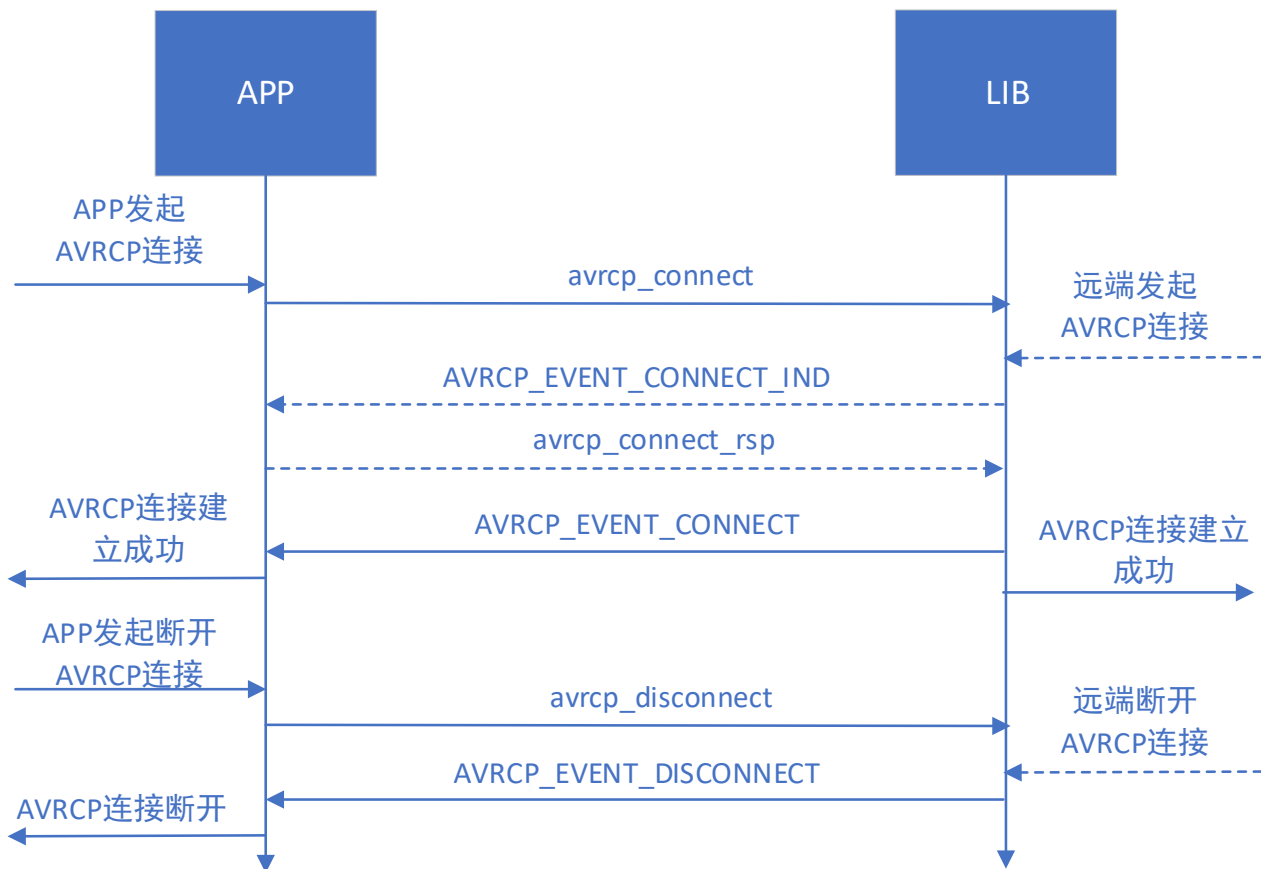 APP
LIB
APP发起
AVRCP连接
avrcp_connect
远端发起
AVRCP连接
AVRCP_EVENT_CONNECT_IND
avrcp_connect_rsp
AVRCP连接建
立成功
AVRCP_EVENT_CONNECT
AVRCP连接建立
成功
APP发起断开
AVRCP连接
avrcp_disconnect
远端断开
AVRCP连接
AVRCP_EVENT_DISCONNECT
AVRCP连接断开